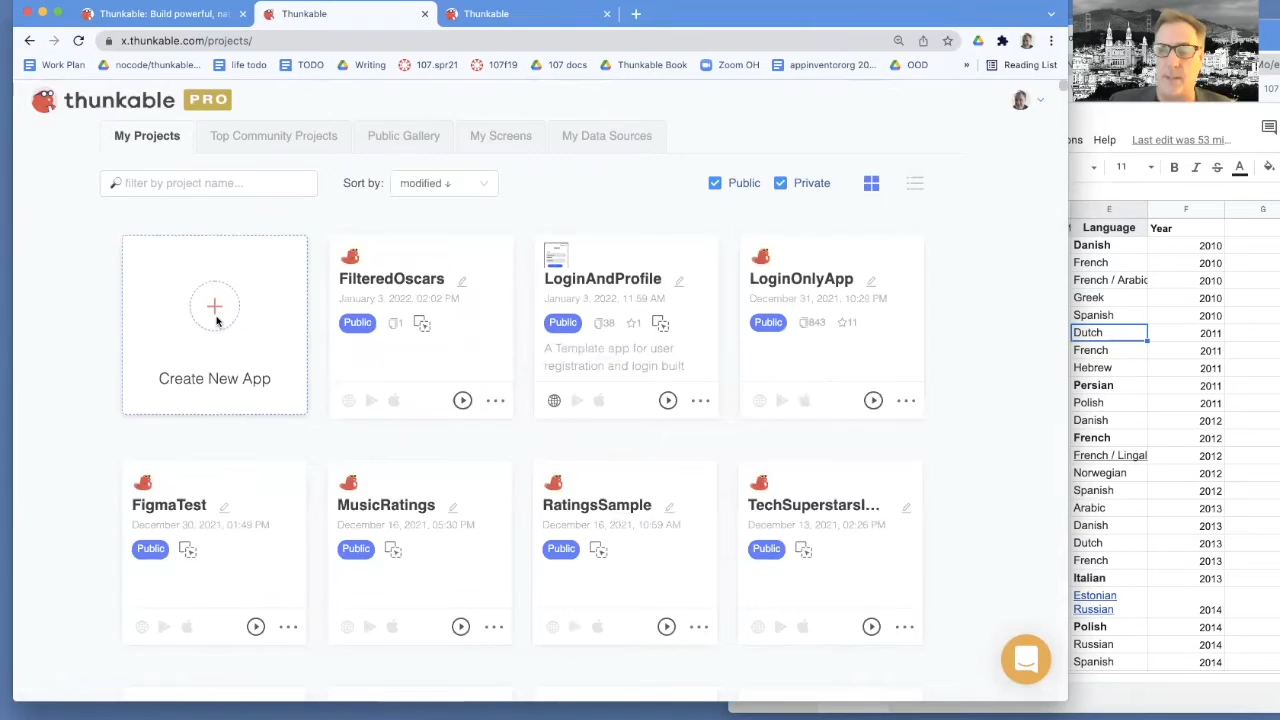 Thunkable: Build powerful, na
Thunkable
Thunkable
x.thunkable.com/projects/
Work Plan
nocode/thunkable...
life todo
TODO
Writing
107-spr21
107f19
107 docs
Thunkable Book
Zoom OH
appinventororg 20...
OOD
»
Reading List
thunkable PRO
My Projects
Top Community Projects
Public Gallery
My Screens
My Data Sources
filter by project name...
Sort by:
modified ↓
Public
Private
Create New App
FilteredOscars
January 3, 2022, 02:02 PM
Public
1
LoginAndProfile
January 3, 2022, 11:59 AM
Public
38
1
A Template app for user
registration and login built
LoginOnlyApp
December 31, 2021, 10:29 PM
Public
843
11
FigmaTest
December 30, 2021, 01:49 PM
Public
MusicRatings
December 16, 2021, 05:30 PM
Public
RatingsSample
December 16, 2021, 10:59 AM
Public
TechSuperstarsI...
December 13, 2021, 02:26 PM
Public
Mo/e
107
ons
Help
Last edit was 53 mi...
11
B
I
S
A
E
F
G
Language
Year
Danish 2010
French 2010
French / Arabic 2010
Greek 2010
Spanish 2010
Dutch 2011
French 2011
Hebrew 2011
Persian 2011
Polish 2011
Danish 2012
French 2012
French / Lingal 2012
Norwegian 2012
Spanish 2012
Arabic 2013
Danish 2013
Dutch 2013
French 2013
Italian 2013
Estonian
Russian 2014
Polish 2014
Russian 2014
Spanish 2014